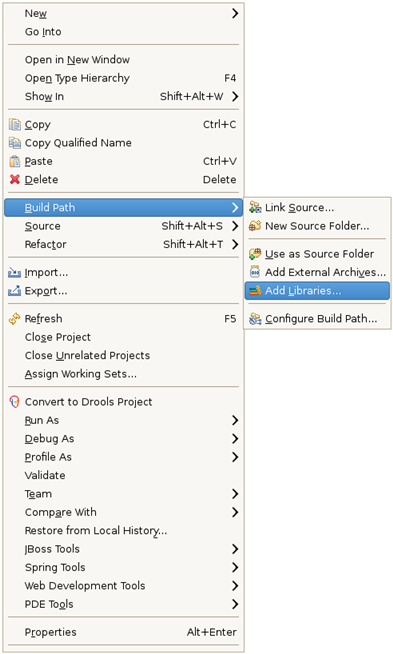 New
Go Into
Open in New Window
Open Type Hierarchy F4
Show In Shift+Alt+W
Copy Ctrl+C
Copy Qualified Name
Paste Ctrl+V
Delete Delete
Build Path
Source Shift+Alt+S
Refactor Shift+Alt+T
Import...
Export...
Refresh F5
Close Project
Close Unrelated Projects
Assign Working Sets...
Convert to Drools Project
Run As
Debug As
Profile As
Validate
Team
Compare With
Restore from Local History...
JBoss Tools
Spring Tools
Web Development Tools
PDE Tools
Properties Alt+Enter
Link Source...
New Source Folder...
Use as Source Folder
Add External Archives...
Add Libraries...
Configure Build Path...